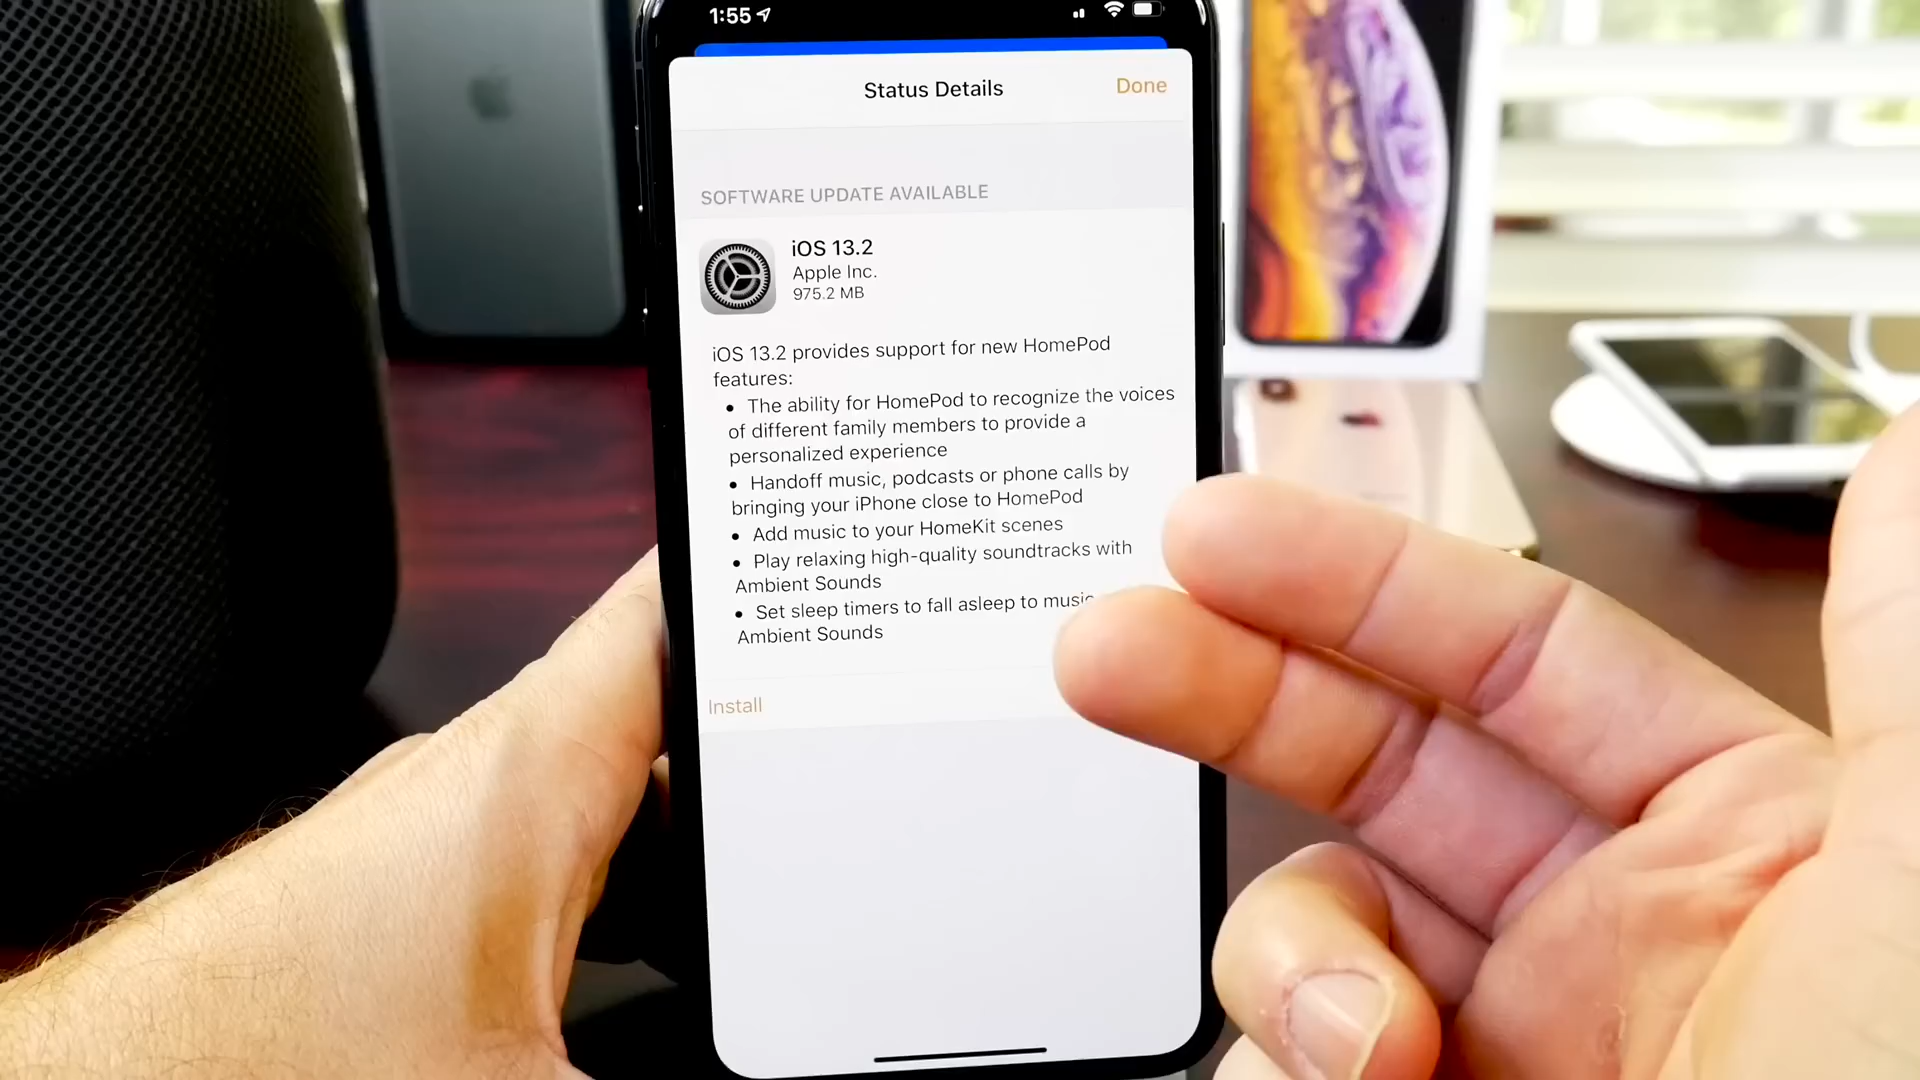 1:55
Status Details
Done
SOFTWARE UPDATE AVAILABLE
iOS 13.2
Apple Inc.
975.2 MB
iOS 13.2 provides support for new HomePod
features:
• The ability for HomePod to recognize the voices
of different family members to provide a
personalized experience
• Handoff music, podcasts or phone calls by
bringing your iPhone close to HomePod
• Add music to your HomeKit scenes
• Play relaxing high-quality soundtracks with
Ambient Sounds
• Set sleep timers to fall asleep to music
Ambient Sounds
Install